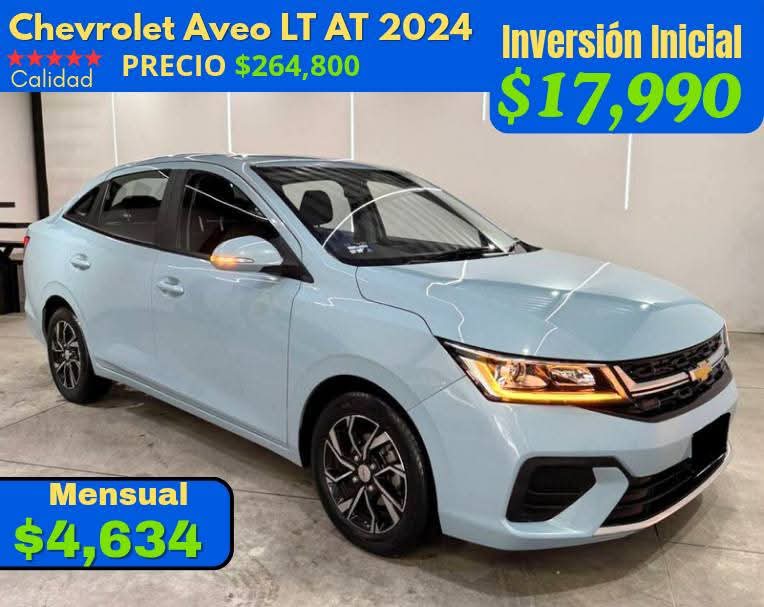 Chevrolet Aveo LT AT 2024
Calidad
PRECIO $264,800
Inversión Inicial
$17,990
Mensual
$4,634